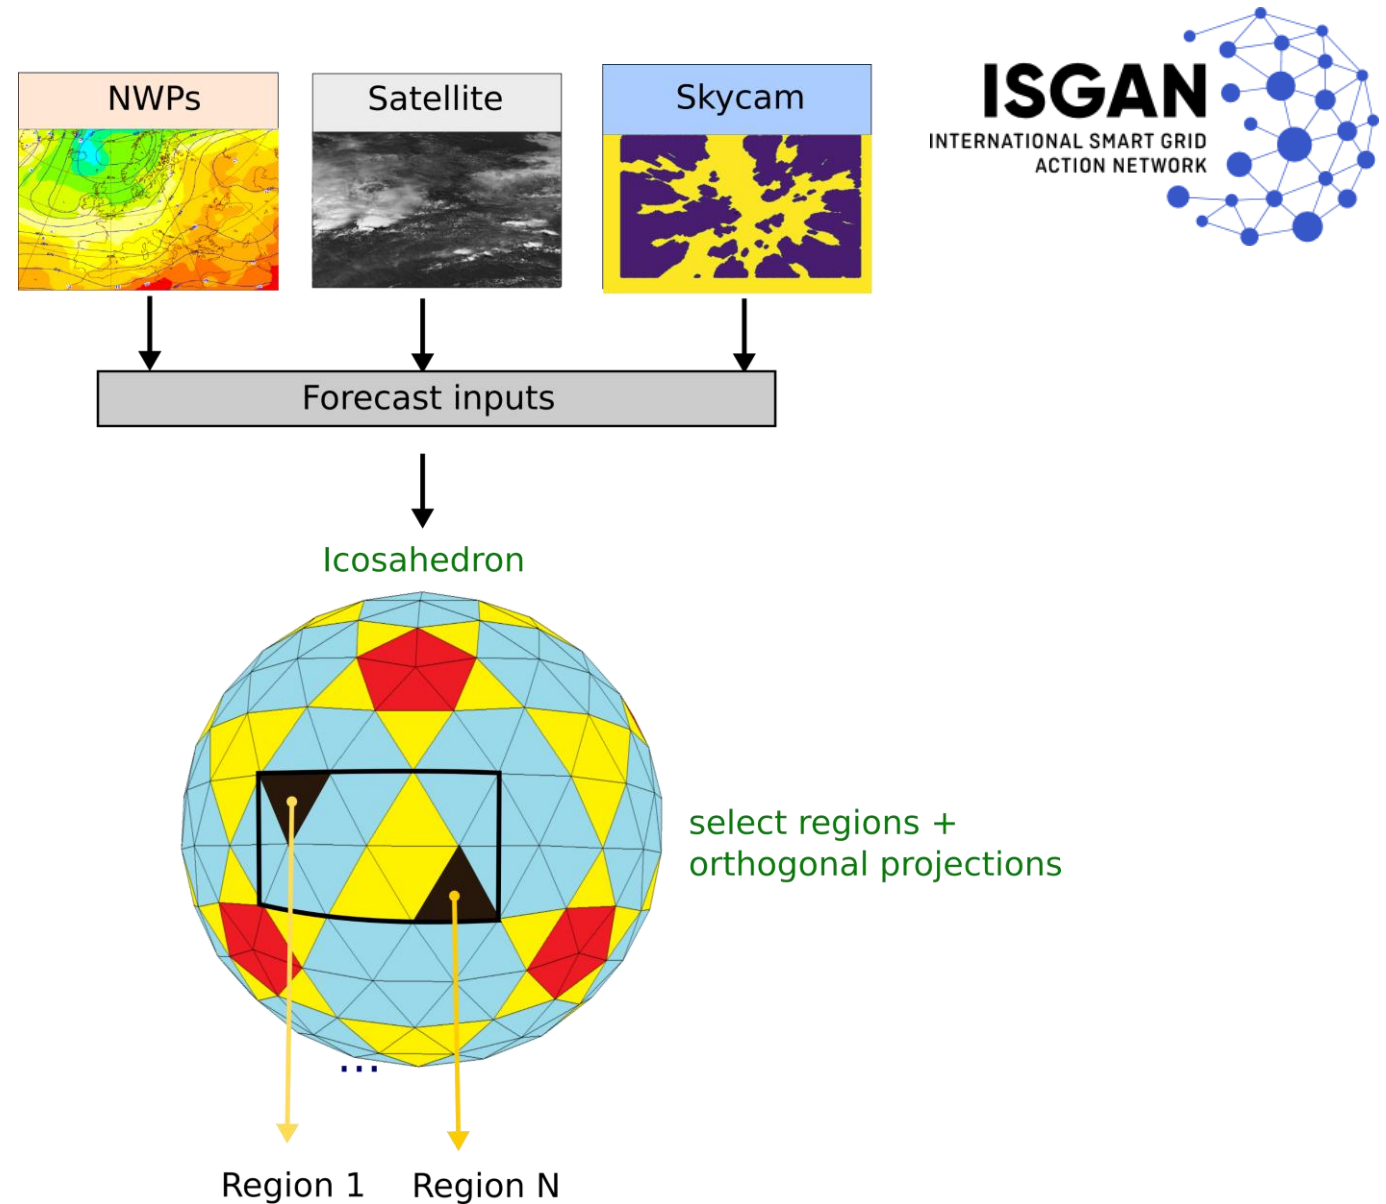 ISGAN
INTERNATIONAL SMART GRID
ACTION NETWORK
NWPs
Satellite
Skycam
Forecast inputs
Icosahedron
select regions +
orthogonal projections
...
Region 1
Region N